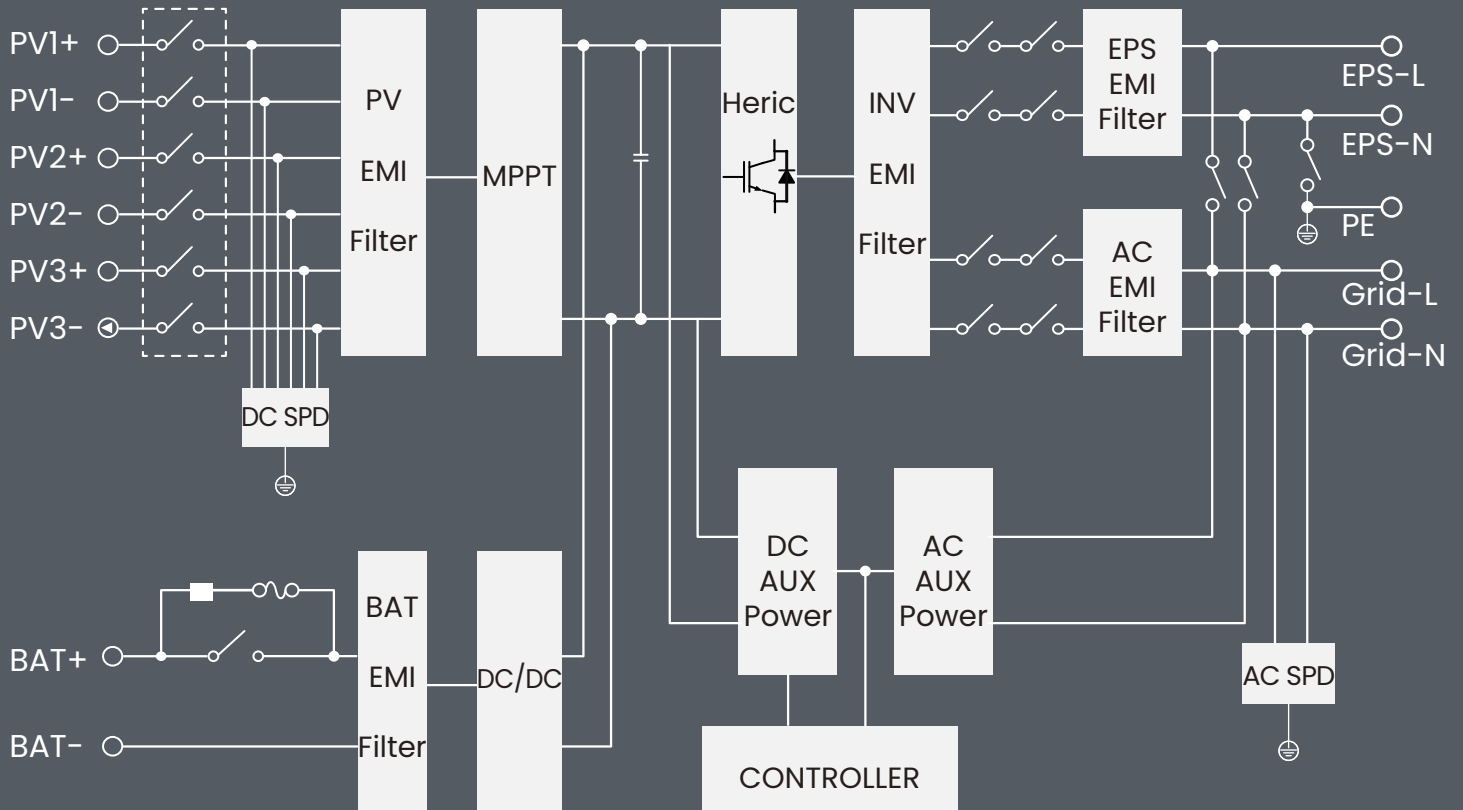 PV1+
PV1-
PV2+
PV2-
PV3+
PV3-
PV
EMI
Filter
MPPT
Heric
INV
EMI
Filter
EPS
EMI
Filter
AC
EMI
Filter
EPS-L
EPS-N
PE
Grid-L
Grid-N
DC SPD
BAT+
BAT-
BAT
EMI
Filter
DC/DC
DC
AUX
Power
AC
AUX
Power
AC SPD
CONTROLLER